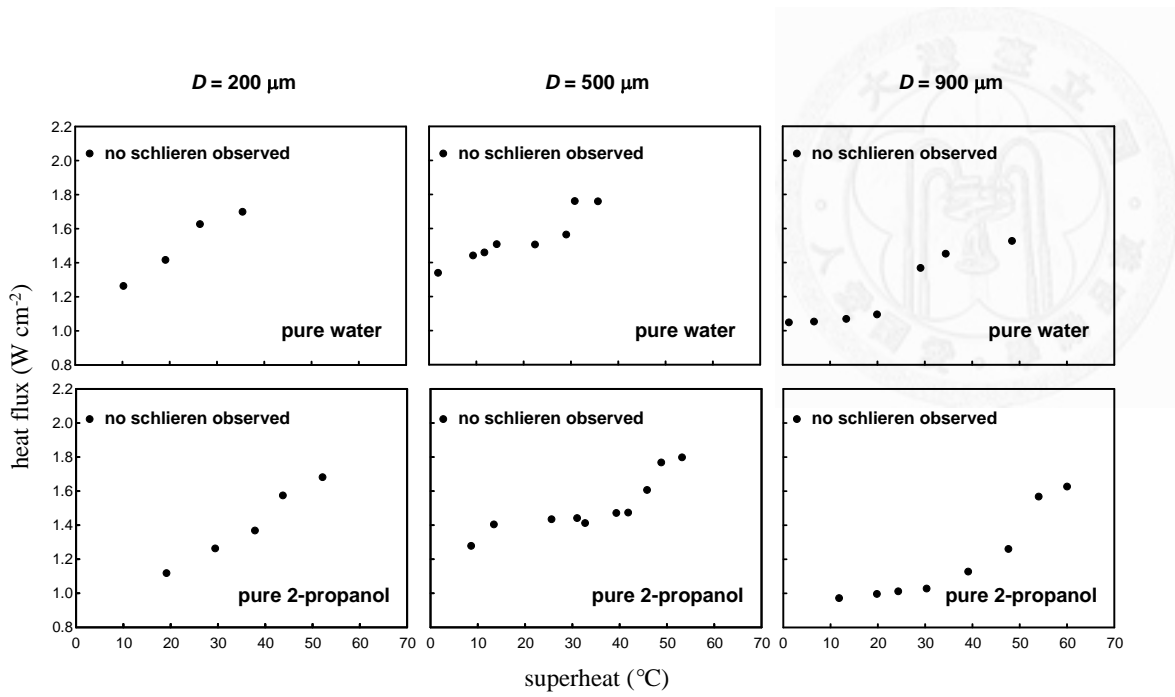 D = 200 µm
D = 500 µm
D = 900 µm
heat flux (W cm-2)
2.2
2.0
1.8
1.6
1.4
1.2
1.0
0.8
no schlieren observed
pure water
no schlieren observed
pure water
no schlieren observed
pure water
2.2
2.0
1.8
1.6
1.4
1.2
1.0
0.8
no schlieren observed
pure 2-propanol
no schlieren observed
pure 2-propanol
no schlieren observed
pure 2-propanol
0 10 20 30 40 50 60 70
0 10 20 30 40 50 60 70
0 10 20 30 40 50 60 70
superheat (°C)